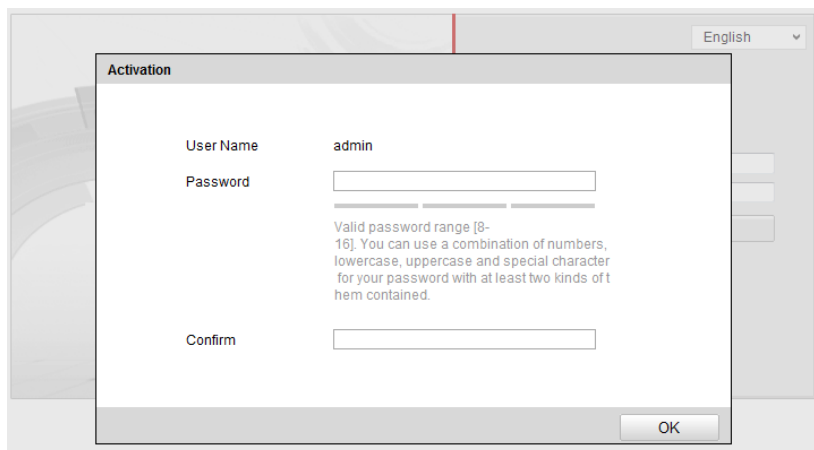 English
Activation
User Name admin
Password
Valid password range [8-
16]. You can use a combination of numbers,
lowercase, uppercase and special character
for your password with at least two kinds of t
hem contained.
Confirm
OK